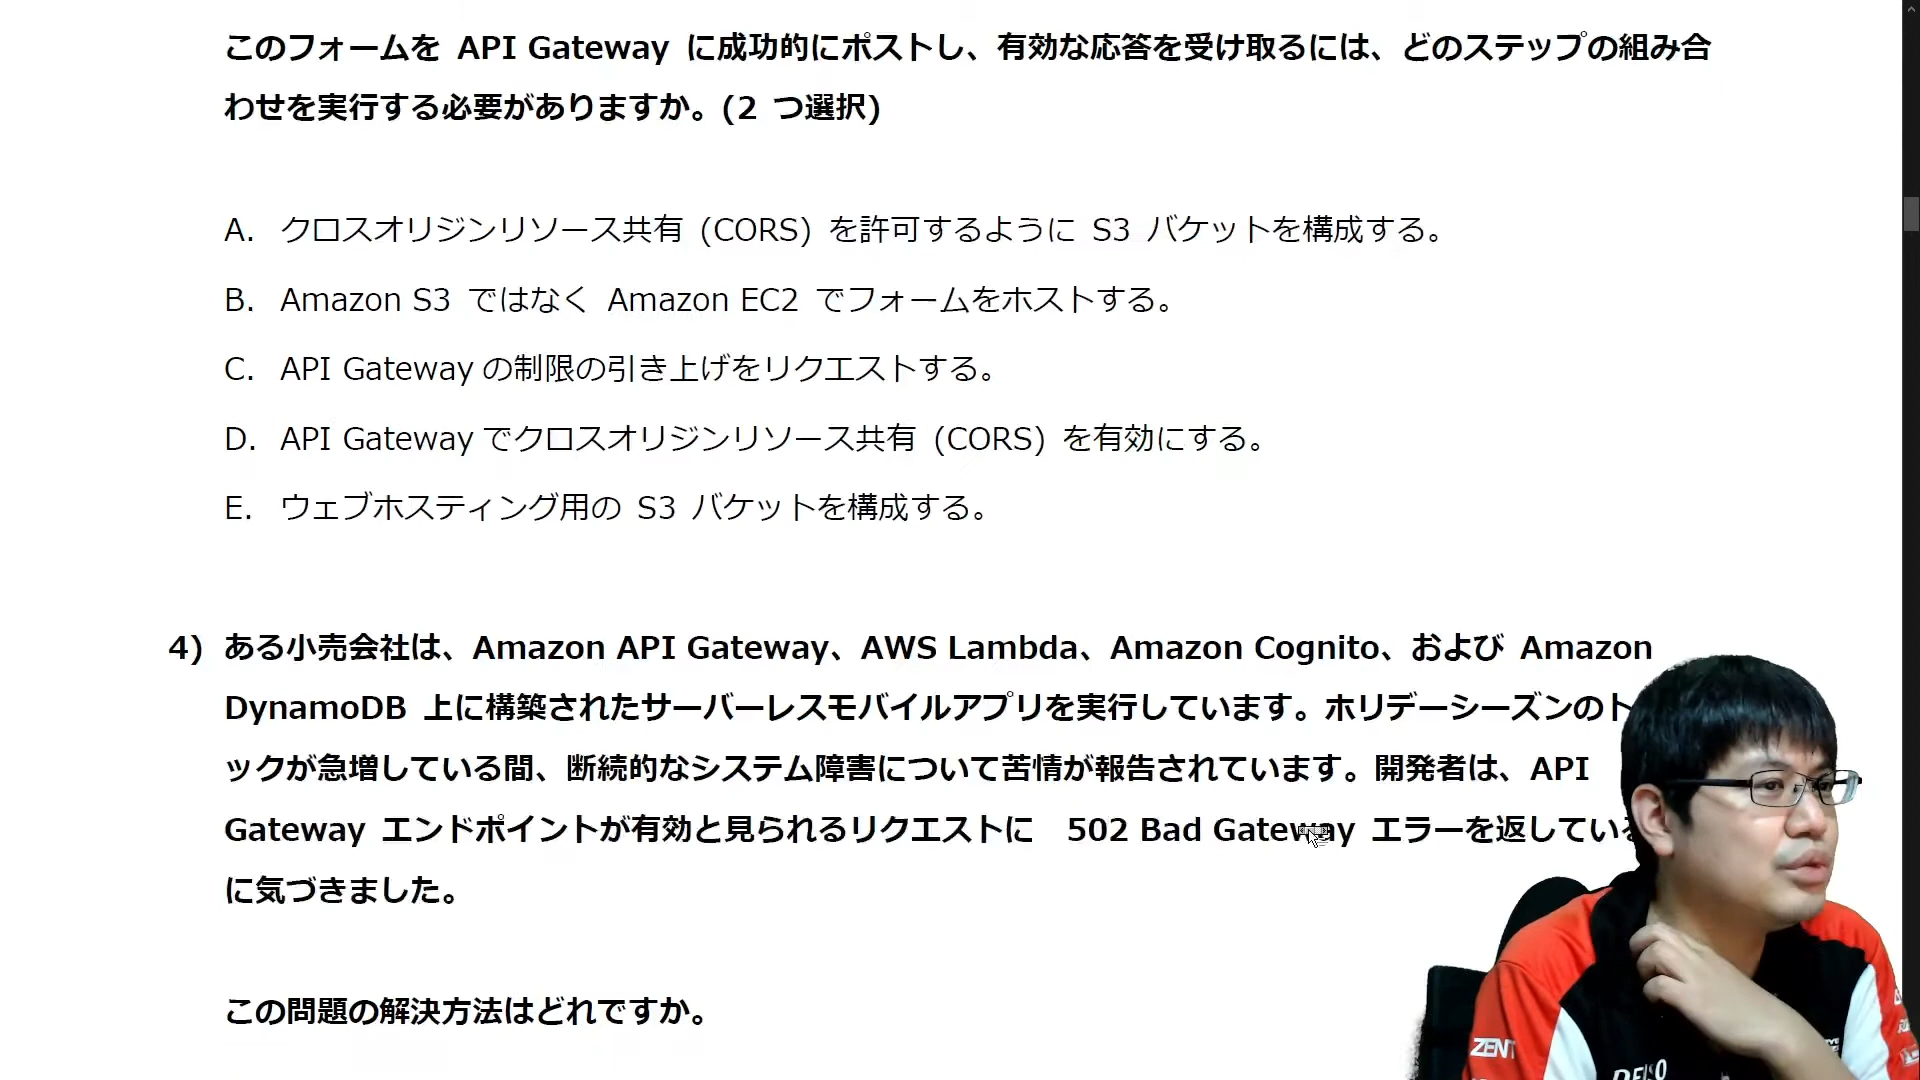 このフォームを API Gateway に成功的にポストし、有効な応答を受け取るには、どのステップの組み合
わせを実行する必要がありますか。(2 つ選択)
A. クロスオリジンリソース共有 (CORS) を許可するように S3 バケットを構成する。
B. Amazon S3 ではなく Amazon EC2 でフォームをホストする。
C. API Gateway の制限の引き上げをリクエストする。
D. API Gateway でクロスオリジンリソース共有 (CORS) を有効にする。
E. ウェブホスティング用の S3 バケットを構成する。
4) ある小売会社は、Amazon API Gateway、AWS Lambda、Amazon Cognito、および Amazon
DynamoDB 上に構築されたサーバーレスモバイルアプリを実行しています。ホリデーシーズンのト
ックが急増している間、断続的なシステム障害について苦情が報告されています。開発者は、API
Gateway エンドポイントが有効と見られるリクエストに 502 Bad Gateway エラーを返している
に気づきました。
この問題の解決方法はどれですか。
ZENT